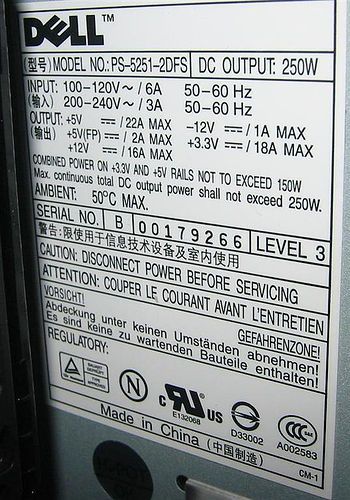 DELL™
(型号) MODEL NO.: PS-5251-2DFS DC OUTPUT: 250W
INPUT: 100-120V~ / 6A 50-60 Hz
(输入) 200-240V~ / 3A 50-60 Hz
OUTPUT: +5V ⎓ / 22A MAX -12V ⎓ / 1A MAX
(输出) +5V(FP) ⎓ / 2A MAX +3.3V ⎓ / 18A MAX
+12V ⎓ / 16A MAX
COMBINED POWER ON +3.3V AND +5V RAILS NOT TO EXCEED 150W
Max. continuous total DC output power shall not exceed 250W.
AMBIENT: 50°C MAX.
SERIAL NO. B 00179266 LEVEL 3
警告: 限使用于信息技术设备及室内使用
CAUTION: DISCONNECT POWER BEFORE SERVICING
ATTENTION: COUPER LE COURANT AVANT L'ENTRETIEN
VORSICHT! GEFAHRENZONE!
Abdeckung unter keinen Umständen abnehmen!
Es sind keine zu wartenden Bauteile enthalten!
REGULATORY:
N
c UR US
E132068
D33002
CCC
A002583
Made in China (中国制造)
CM-1